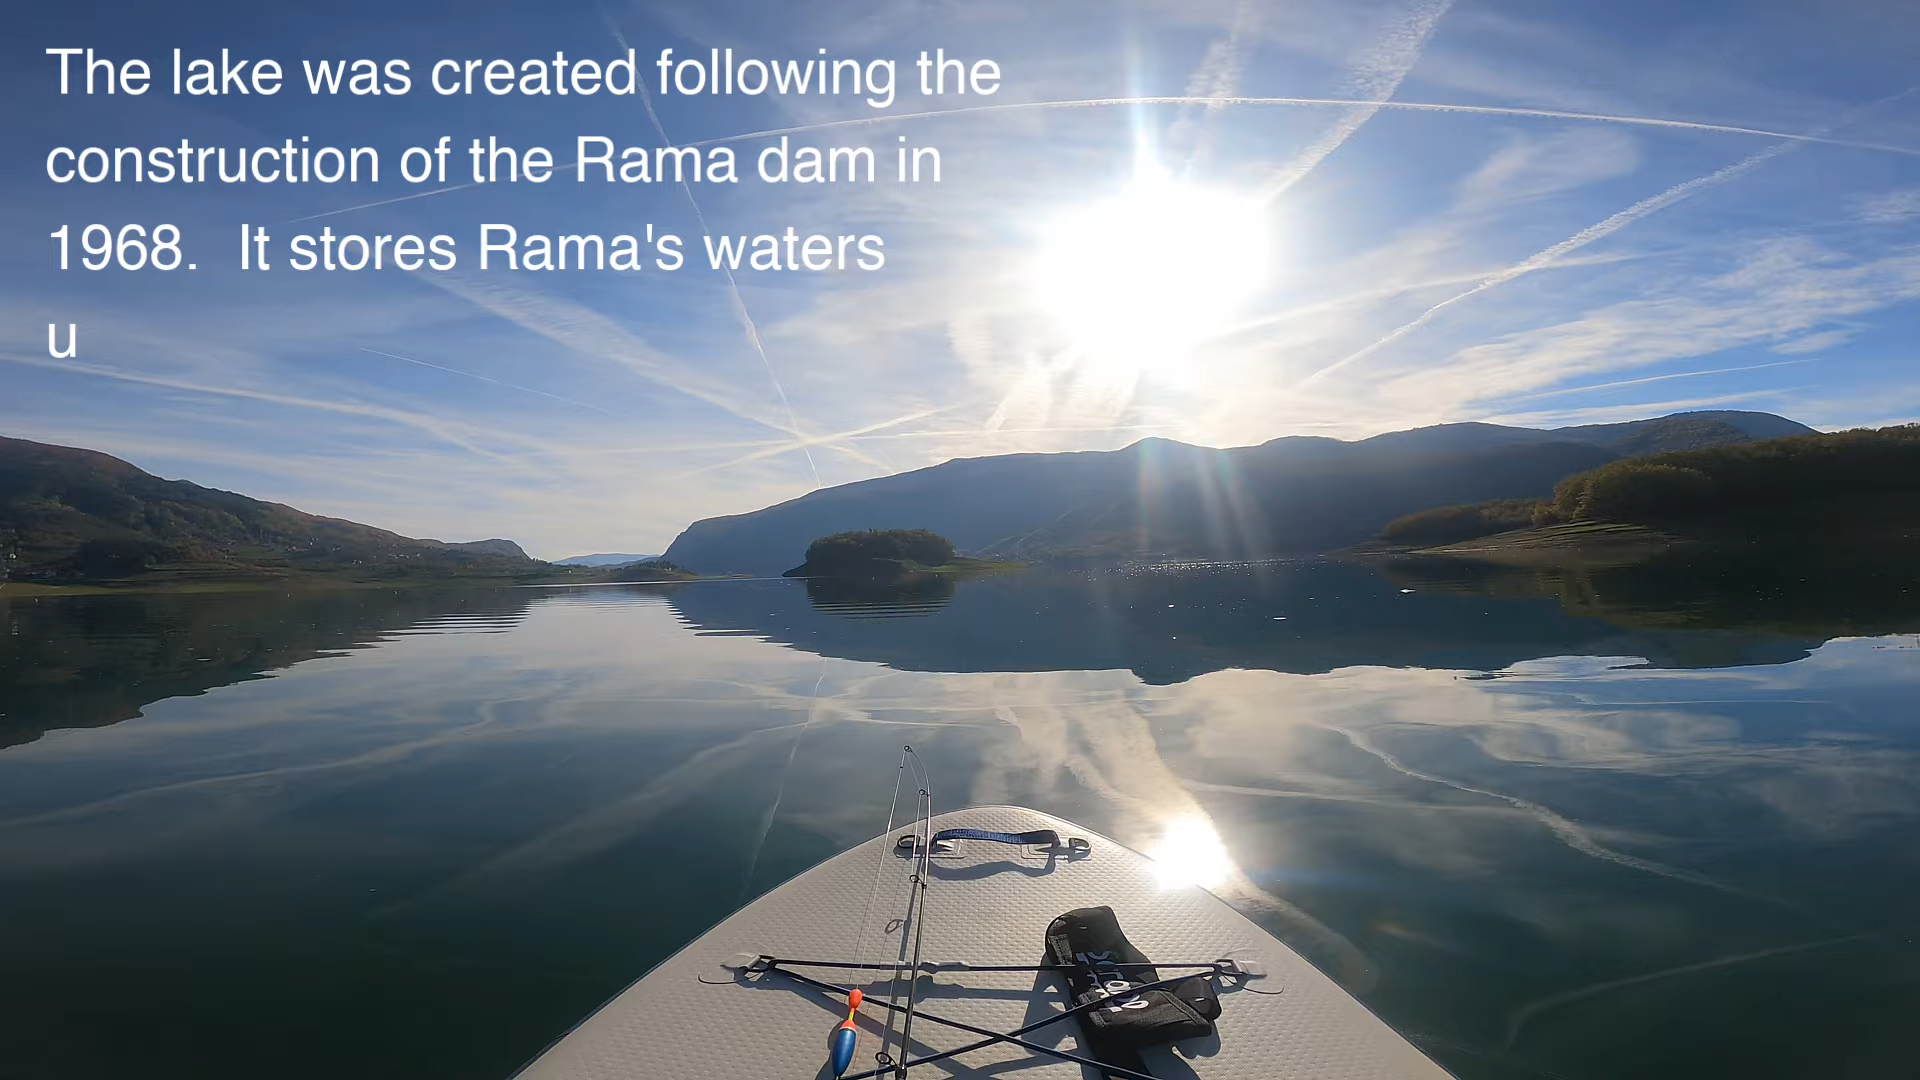 The lake was created following the
construction of the Rama dam in
1968.  It stores Rama's waters
u